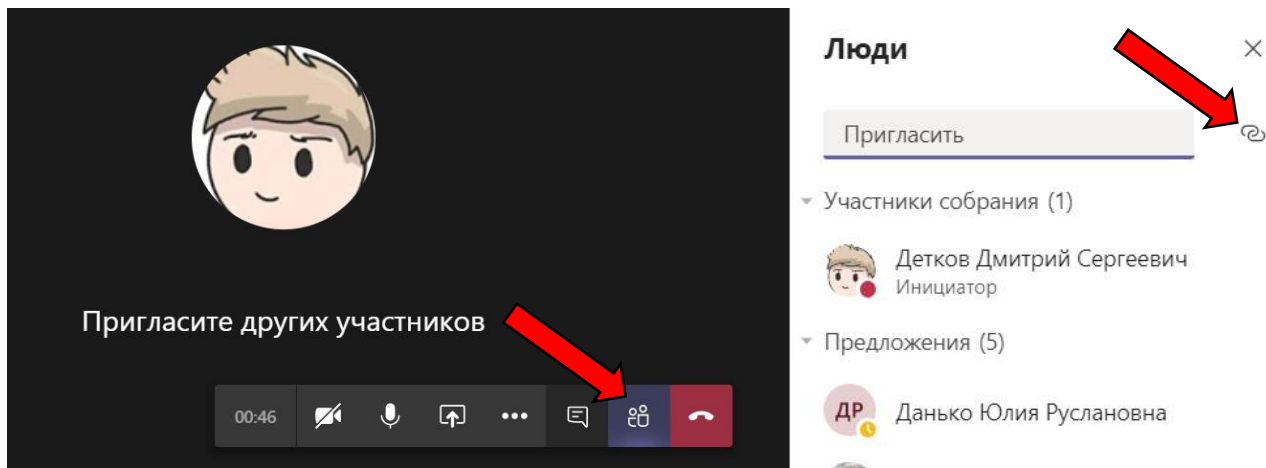 Люди
Пригласить
Участники собрания (1)
Детков Дмитрий Сергеевич
Инициатор
Пригласите других участников
Предложения (5)
00:46
ДР
Данько Юлия Руслановна